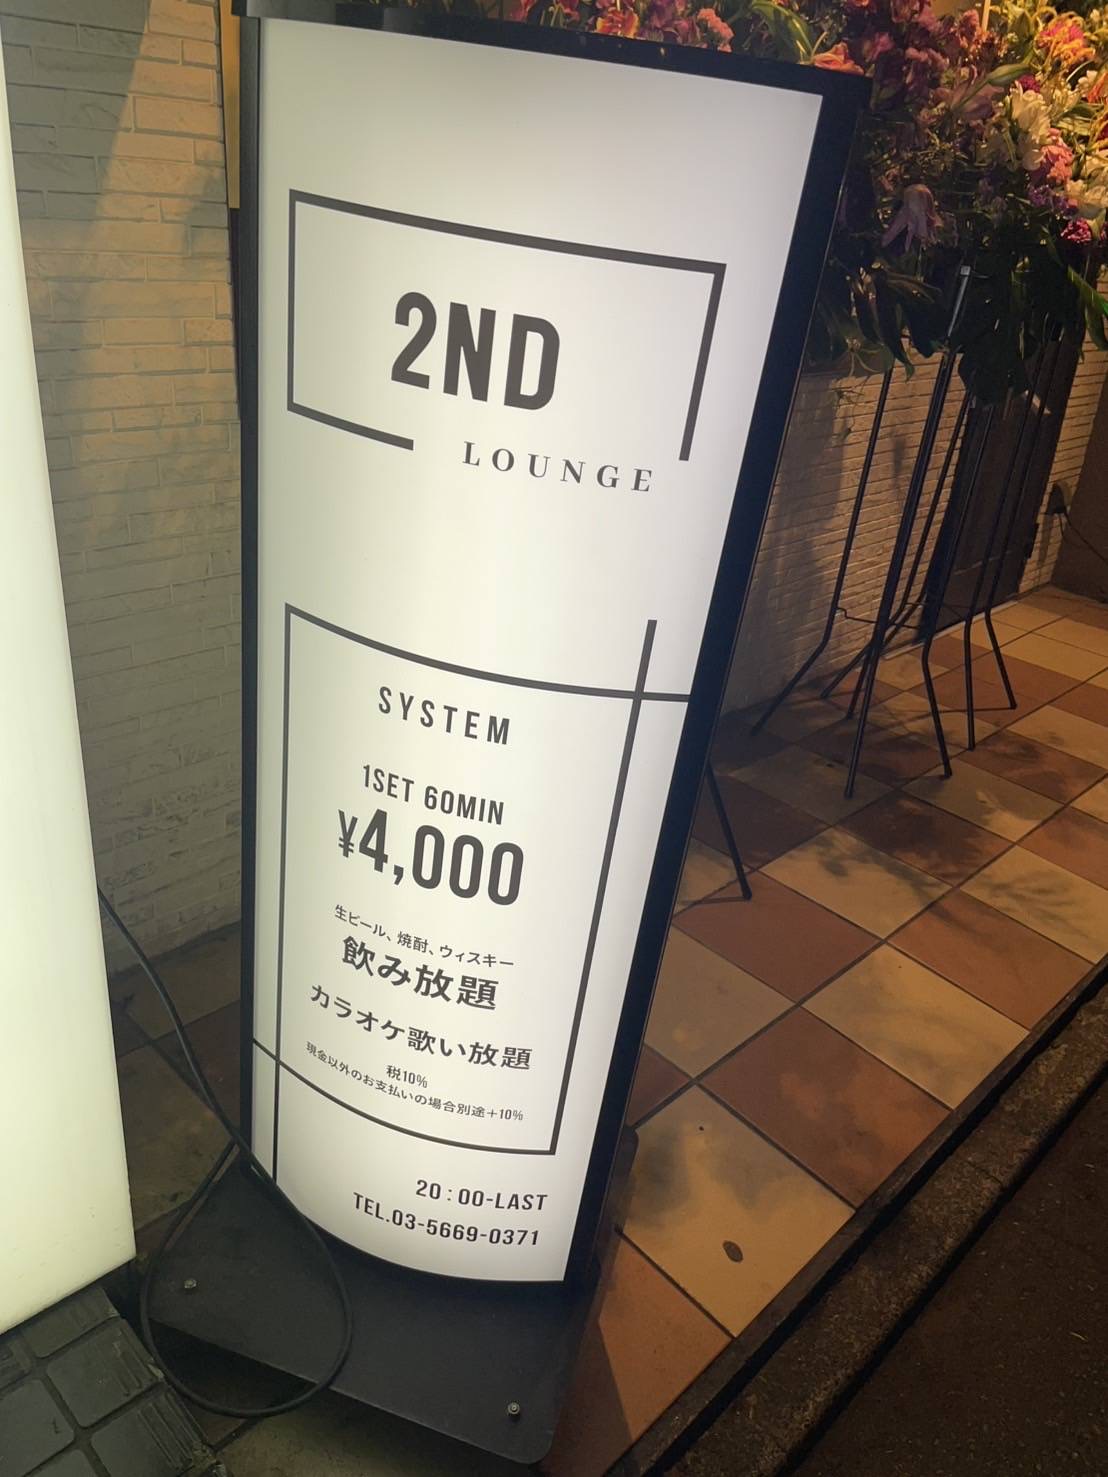 2ND
LOUNGE
SYSTEM
1SET 60MIN
¥4,000
生ビール、焼酎、ウィスキー
飲み放題
カラオケ歌い放題
税10%
現金以外のお支払いの場合別途+10%
20:00-LAST
TEL.03-5669-0371